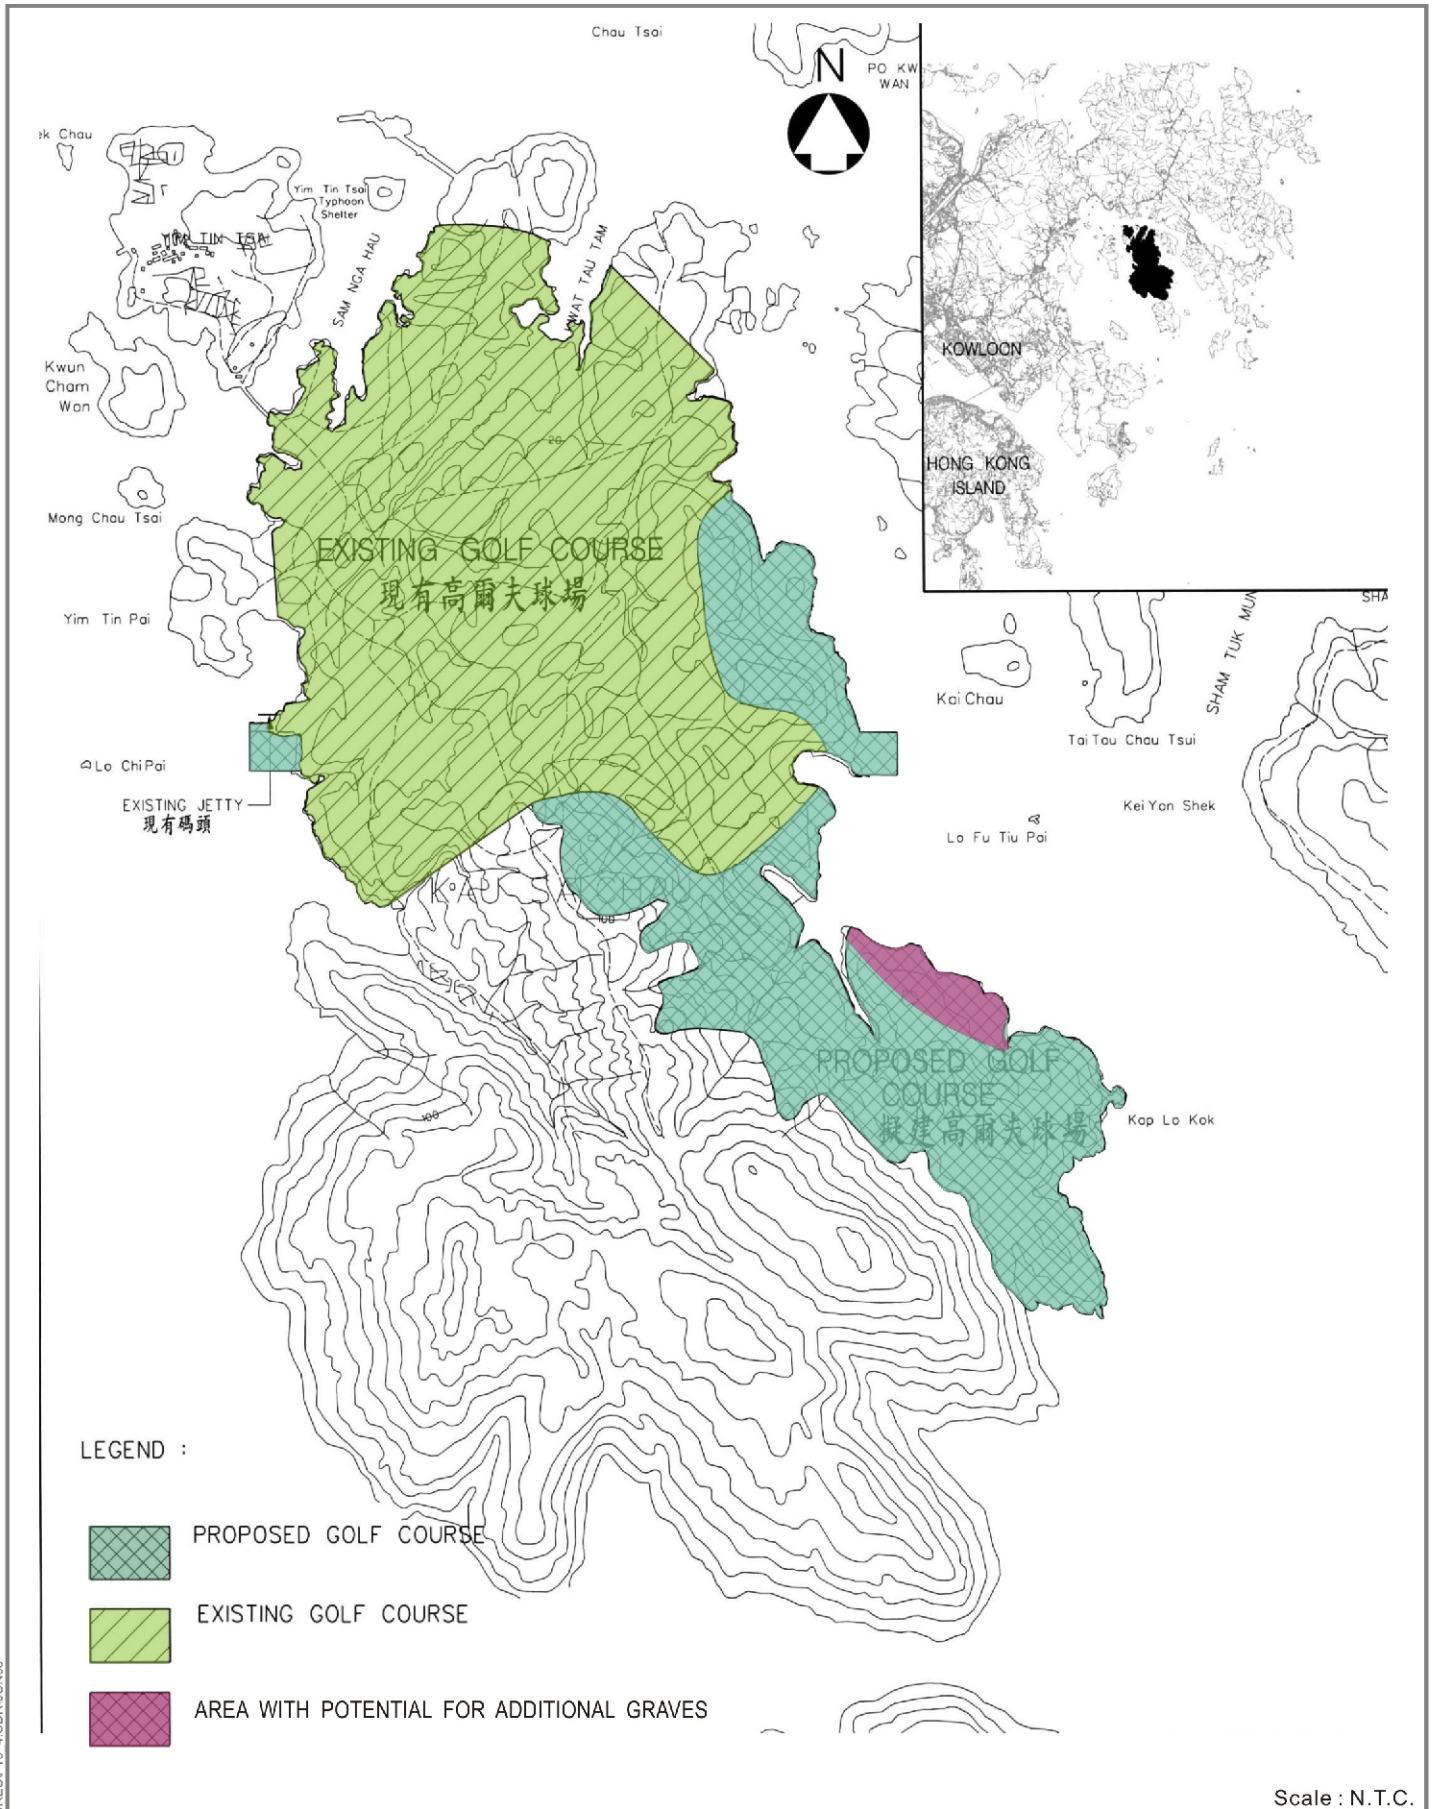 Chau Tsai
N
PO KW
WAN
ek Chau
Yim Tin Tsai
Typhoon
Shelter
YIM TIN TSAI
SAM NGA HAU
WAT TAU TAM
KOWLOON
Kwun
Cham
Wan
HONG KONG
ISLAND
20
Mong Chau Tsai
EXISTING GOLF COURSE
現有高爾夫球場
Yim Tin Pai
SHA
SHAM TUK MUN
Kai Chau
Tai Tau Chau Tsui
Lo Chi Pai
EXISTING JETTY
現有碼頭
Kei Yan Shek
Lo Fu Tiu Pai
KAU SAI CHAU
100
PROPOSED GOLF
COURSE
擬建高爾夫球場
100
Kap Lo Kok
LEGEND :
PROPOSED GOLF COURSE
EXISTING GOLF COURSE
AREA WITH POTENTIAL FOR ADDITIONAL GRAVES
Scale : N.T.C.